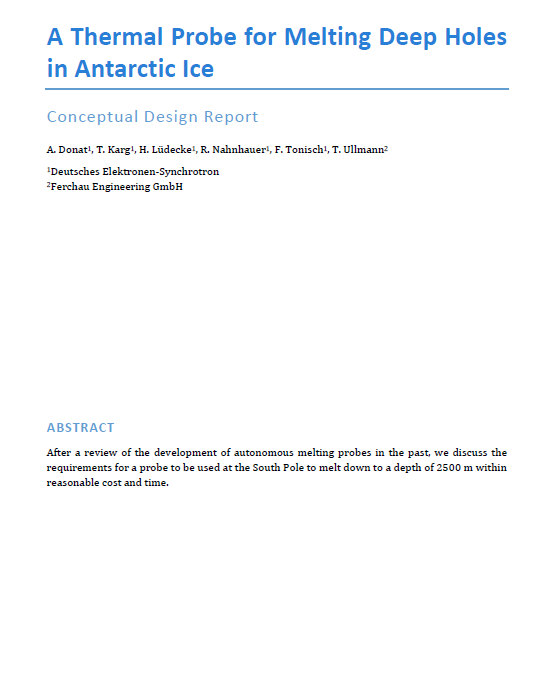 A Thermal Probe for Melting Deep Holes
in Antarctic Ice
Conceptual Design Report
A. Donat¹, T. Karg¹, H. Lüdecke¹, R. Nahnhauer¹, F. Tonisch¹, T. Ullmann²
¹Deutsches Elektronen-Synchrotron
²Ferchau Engineering GmbH
ABSTRACT
After a review of the development of autonomous melting probes in the past, we discuss the
requirements for a probe to be used at the South Pole to melt down to a depth of 2500 m within
reasonable cost and time.